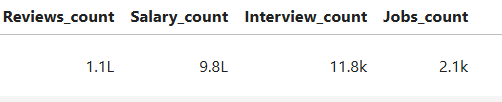 Reviews_count Salary_count Interview_count Jobs_count
1.1L 9.8L 11.8k 2.1k